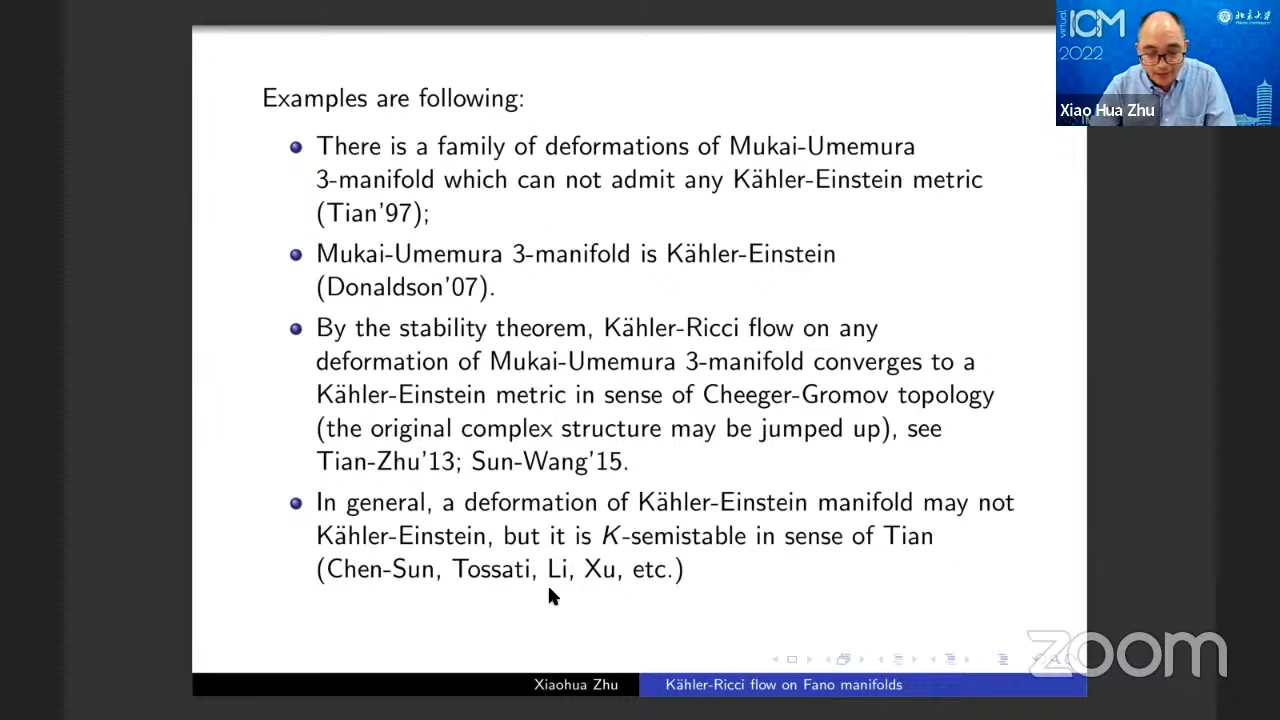 Examples are following:
There is a family of deformations of Mukai-Umemura
3-manifold which can not admit any Kähler-Einstein metric
(Tian'97);
Mukai-Umemura 3-manifold is Kähler-Einstein
(Donaldson'07).
By the stability theorem, Kähler-Ricci flow on any
deformation of Mukai-Umemura 3-manifold converges to a
Kähler-Einstein metric in sense of Cheeger-Gromov topology
(the original complex structure may be jumped up), see
Tian-Zhu'13; Sun-Wang'15.
In general, a deformation of Kähler-Einstein manifold may not
Kähler-Einstein, but it is K-semistable in sense of Tian
(Chen-Sun, Tossati, Li, Xu, etc.)
Xiaohua Zhu
Kähler-Ricci flow on Fano manifolds
virtual
ICM
2022
北京大学
Xiao Hua Zhu
zoom